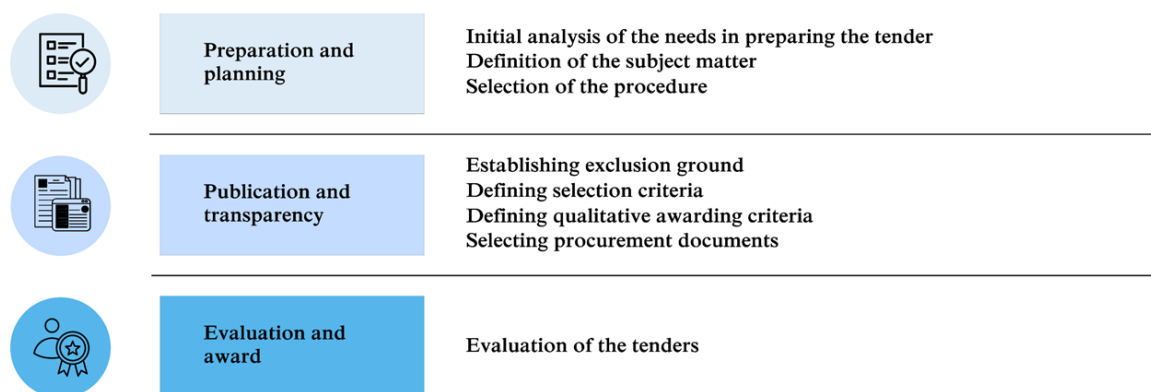 Preparation and
planning
Initial analysis of the needs in preparing the tender
Definition of the subject matter
Selection of the procedure
Publication and
transparency
Establishing exclusion ground
Defining selection criteria
Defining qualitative awarding criteria
Selecting procurement documents
Evaluation and
award
Evaluation of the tenders